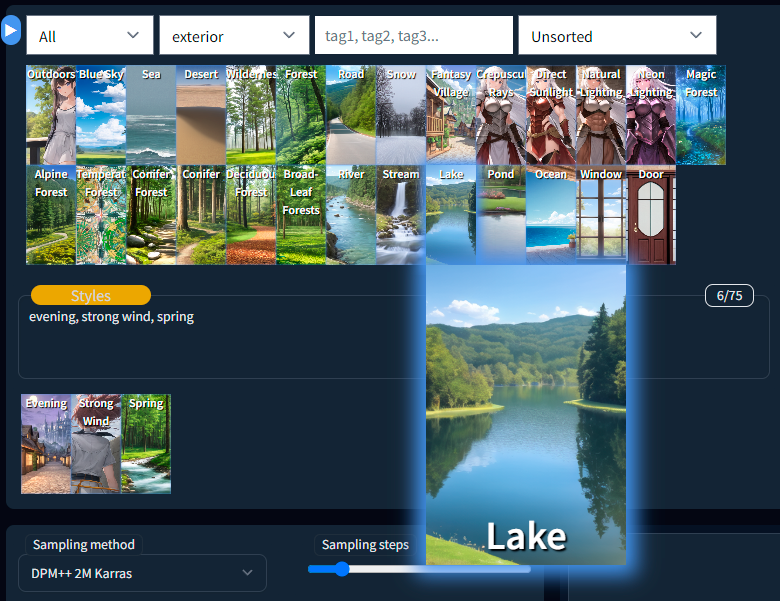 All
exterior
tag1, tag2, tag3...
Unsorted
Outdoors
Blue Sky
Sea
Desert
Wildernes
Forest
Road
Snow
Fantasy
Village
Crepuscul
Rays
Direct
Sunlight
Natural
Lighting
Neon
Lighting
Magic
Forest
Alpine
Forest
Temperat
Forest
Conifer
Forest
Conifer
Deciduou
Forest
Broad-
Leaf
Forests
River
Stream
Lake
Pond
Ocean
Window
Door
Styles
6/75
evening, strong wind, spring
Evening
Strong
Wind
Spring
Lake
Sampling method
Sampling steps
DPM++ 2M Karras